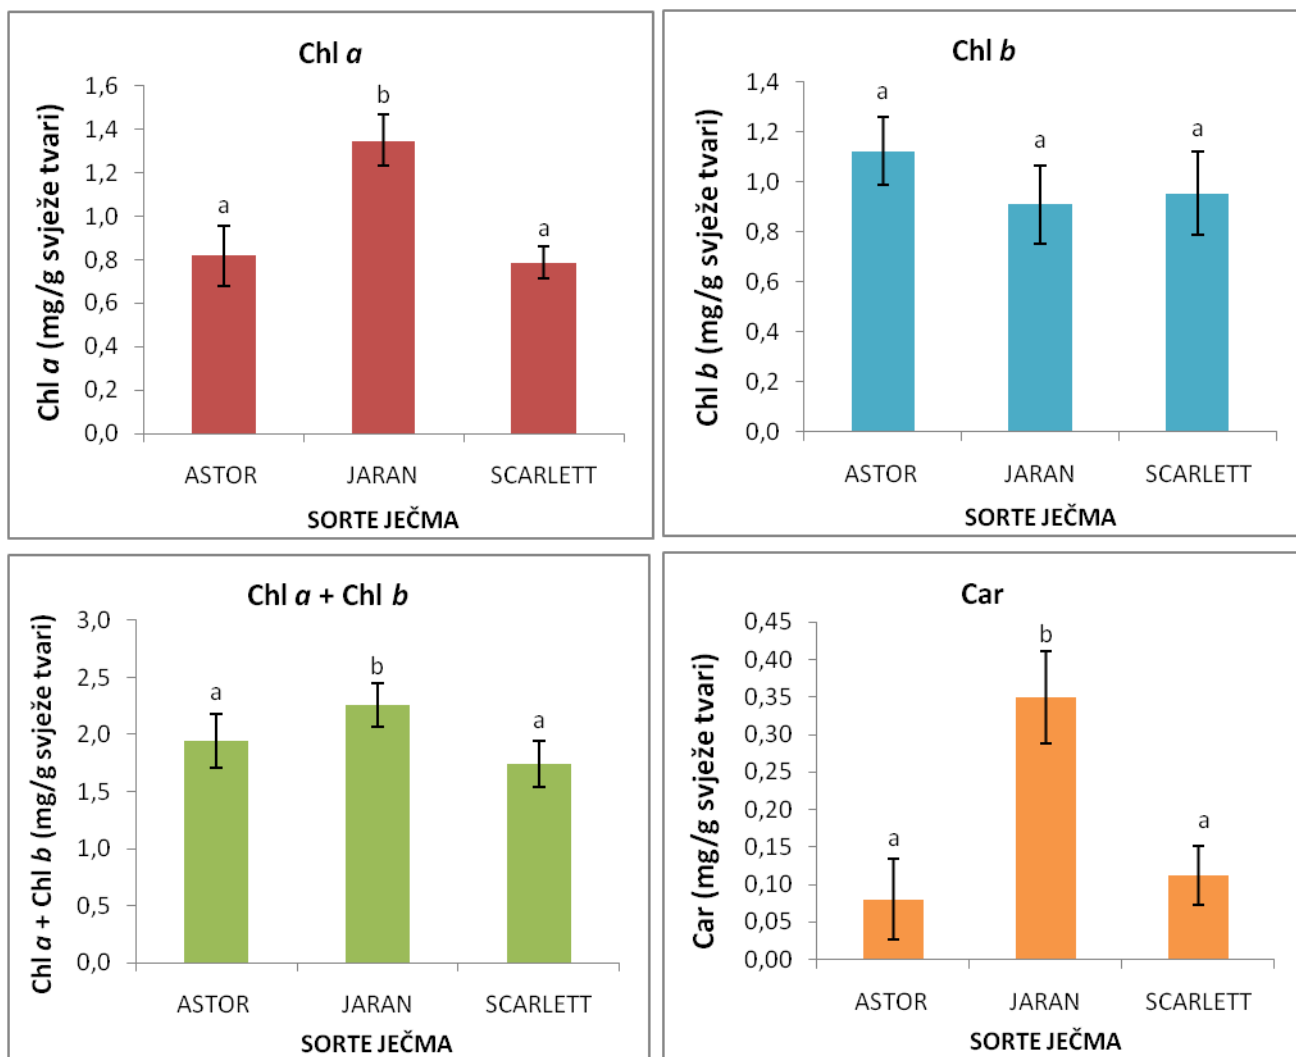 Chl a
Chl a (mg/g svježe tvari)
1,6
1,4
1,2
1,0
0,8
0,6
0,4
0,2
0,0
a
b
a
ASTOR JARAN SCARLETT
SORTE JEČMA
Chl b
Chl b (mg/g svježe tvari)
1,4
1,2
1,0
0,8
0,6
0,4
0,2
0,0
a
a
a
ASTOR JARAN SCARLETT
SORTE JEČMA
Chl a + Chl b
Chl a + Chl b (mg/g svježe tvari)
3,0
2,5
2,0
1,5
1,0
0,5
0,0
a
b
a
ASTOR JARAN SCARLETT
SORTE JEČMA
Car
Car (mg/g svježe tvari)
0,45
0,40
0,35
0,30
0,25
0,20
0,15
0,10
0,05
0,00
a
b
a
ASTOR JARAN SCARLETT
SORTE JEČMA